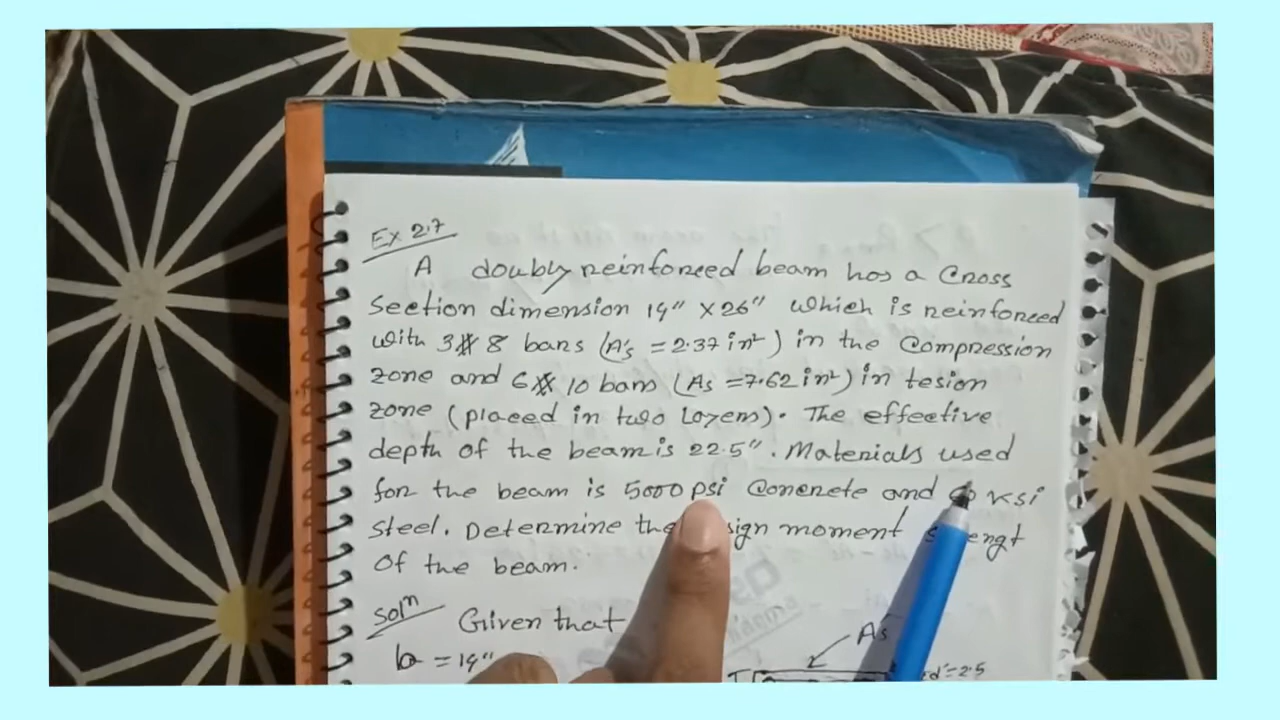 Ex 2.7
A doubly reinforced beam has a Cross
Section dimension 14" x 26" which is reinforced
with 3# 8 bars (A's = 2.37 in²) in the Compression
zone and 6# 10 bars (As = 7.62 in²) in tesion
zone (placed in two Layers). The effective
depth of the beam is 22.5". Materials used
for the beam is 5000 psi Concrete and ksi
Steel. Determine the moment
Of the beam.
Solⁿ Given that
b = 14"
As
d' = 2.5